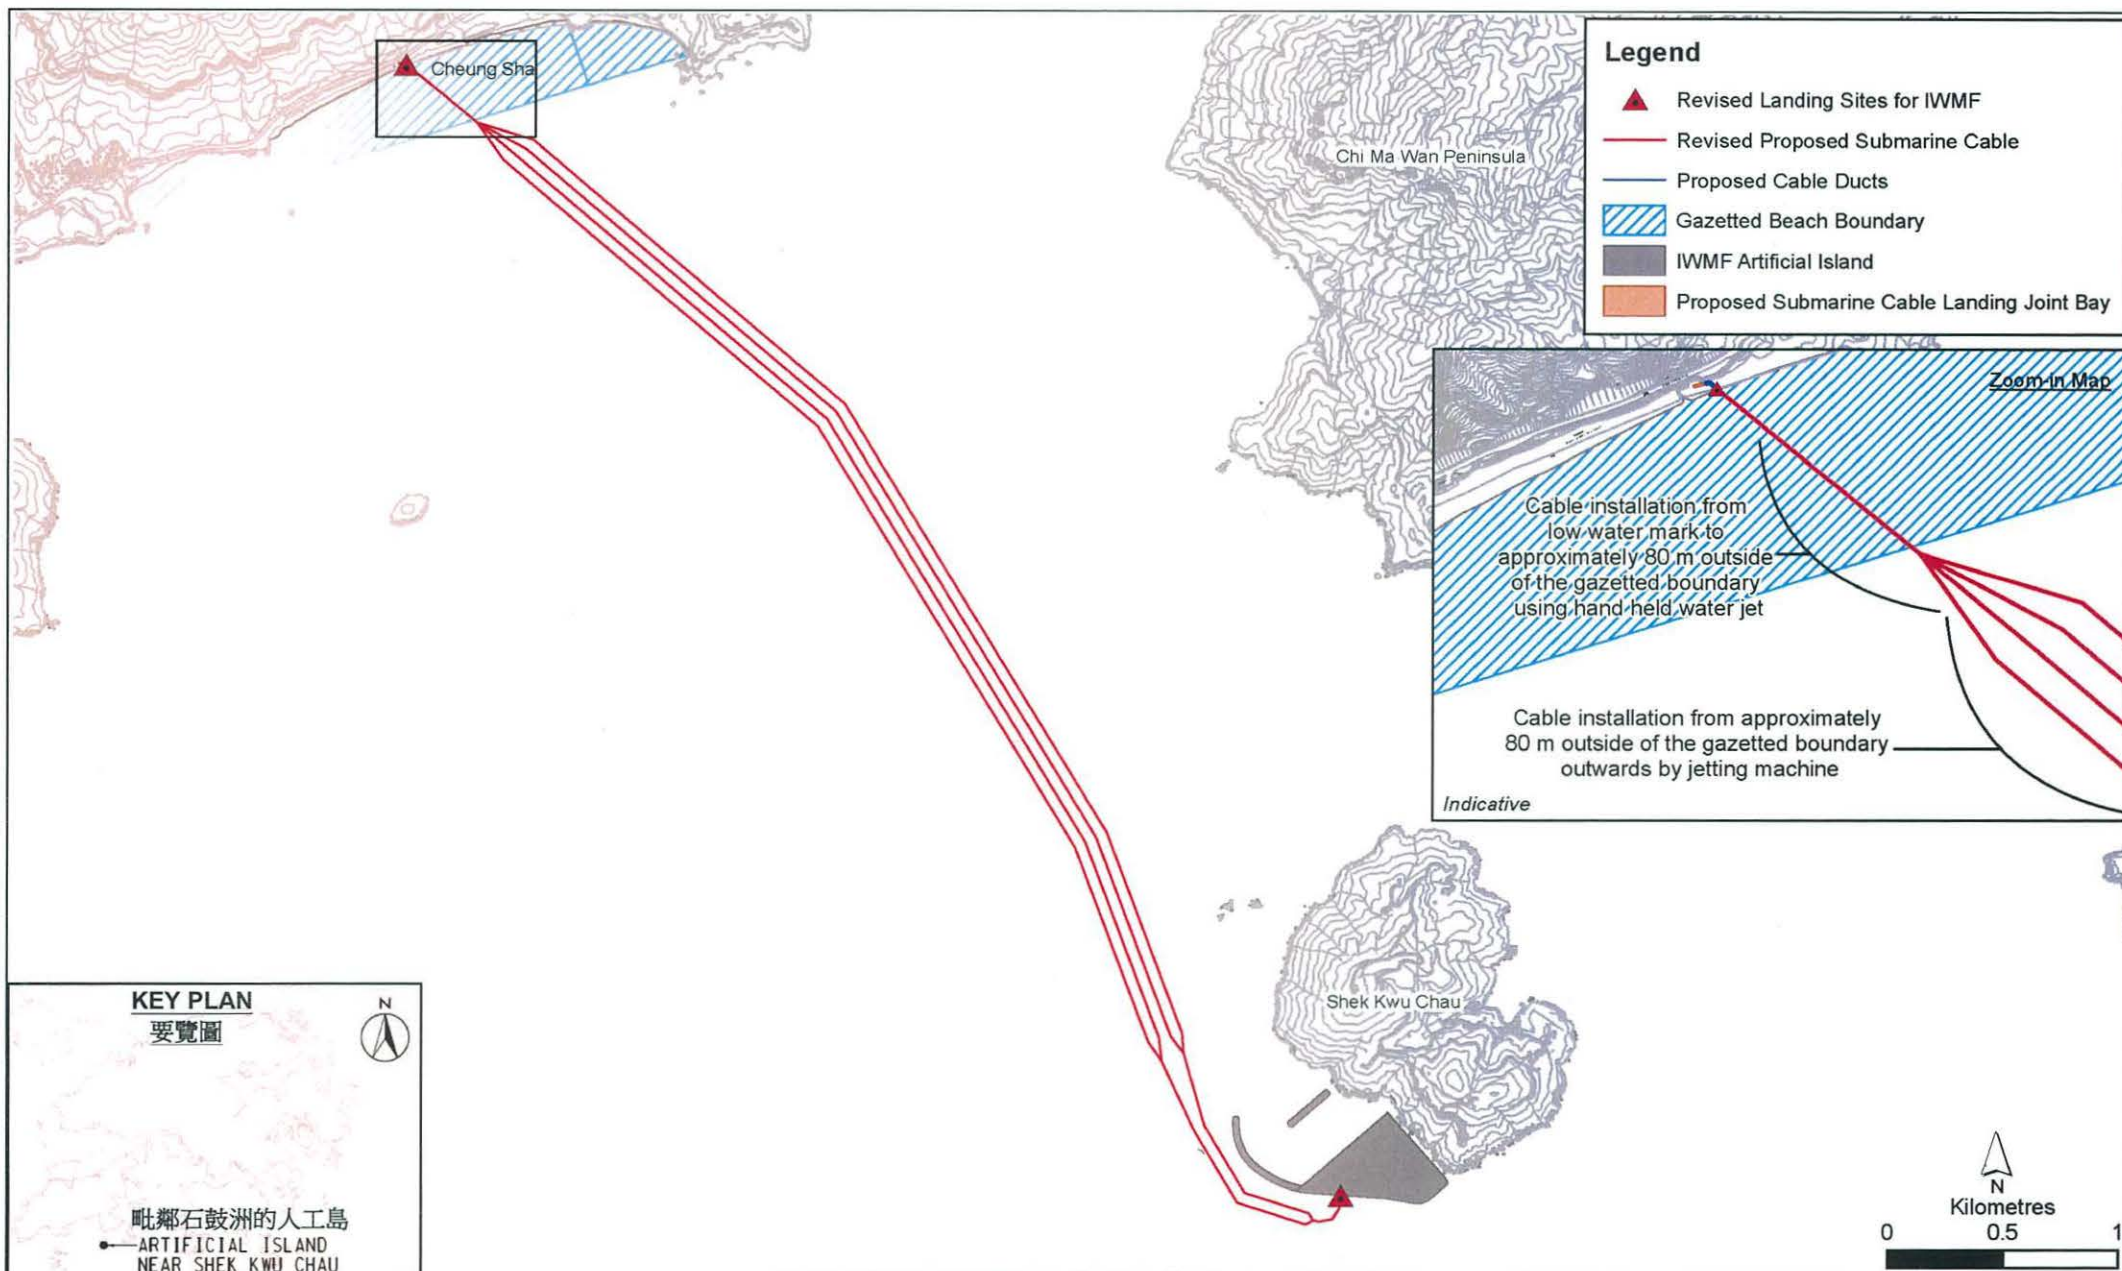 Cheung Sha
Chi Ma Wan Peninsula
Shek Kwu Chau
Legend
Revised Landing Sites for IWMF
Revised Proposed Submarine Cable
Proposed Cable Ducts
Gazetted Beach Boundary
IWMF Artificial Island
Proposed Submarine Cable Landing Joint Bay
Zoom-in Map
Cable installation from
low water mark to
approximately 80 m outside
of the gazetted boundary
using hand held water jet
Cable installation from approximately
80 m outside of the gazetted boundary
outwards by jetting machine
Indicative
KEY PLAN
要覽圖
N
毗鄰石鼓洲的人工島
ARTIFICIAL ISLAND
NEAR SHEK KWU CHAU
N
Kilometres
0 0.5 1